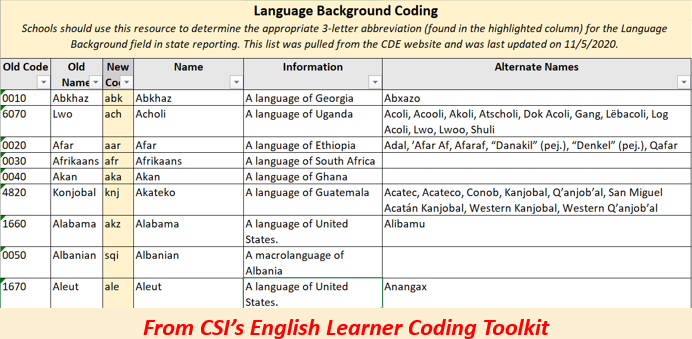 Language Background Coding
Schools should use this resource to determine the appropriate 3-letter abbreviation (found in the highlighted column) for the Language
Background field in state reporting. This list was pulled from the CDE website and was last updated on 11/5/2020.
Old Code Old Name New Name Information Alternate Names
0010 Abkhaz abk Abkhaz A language of Georgia Abxazo
6070 Lwo ach Acholi A language of Uganda Acoli, Acooli, Akoli, Atscholi, Dok Acoli, Gang, Lëbacoli, Log
Acoli, Lwo, Lwoo, Shuli
0020 Afar aar Afar A language of Ethiopia Adal, ’Afar Af, Afaraf, “Danakil” (pej.), “Denkel” (pej.), Qafar
0030 Afrikaans afr Afrikaans A language of South Africa
0040 Akan aka Akan A language of Ghana
4820 Konjobal knj Akateko A language of Guatemala Acatec, Acateco, Conob, Kanjobal, Q’anjob’al, San Miguel
Acatán Kanjobal, Western Kanjobal, Western Q’anjob’al
1660 Alabama akz Alabama A language of United Alibamu
States.
0050 Albanian sqi Albanian A macrolanguage of
Albania
1670 Aleut ale Aleut A language of United Anangax
States.
From CSI’s English Learner Coding Toolkit